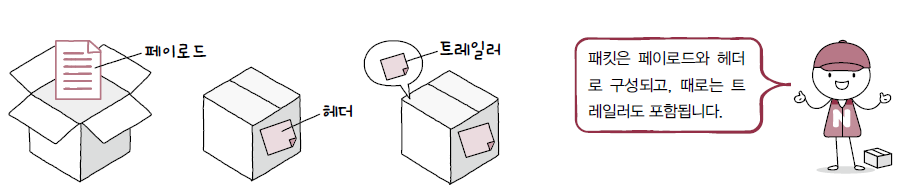 페이로드
헤더
트레일러
패킷은 페이로드와 헤더
로 구성되고, 때로는 트
레일러도 포함됩니다.
N